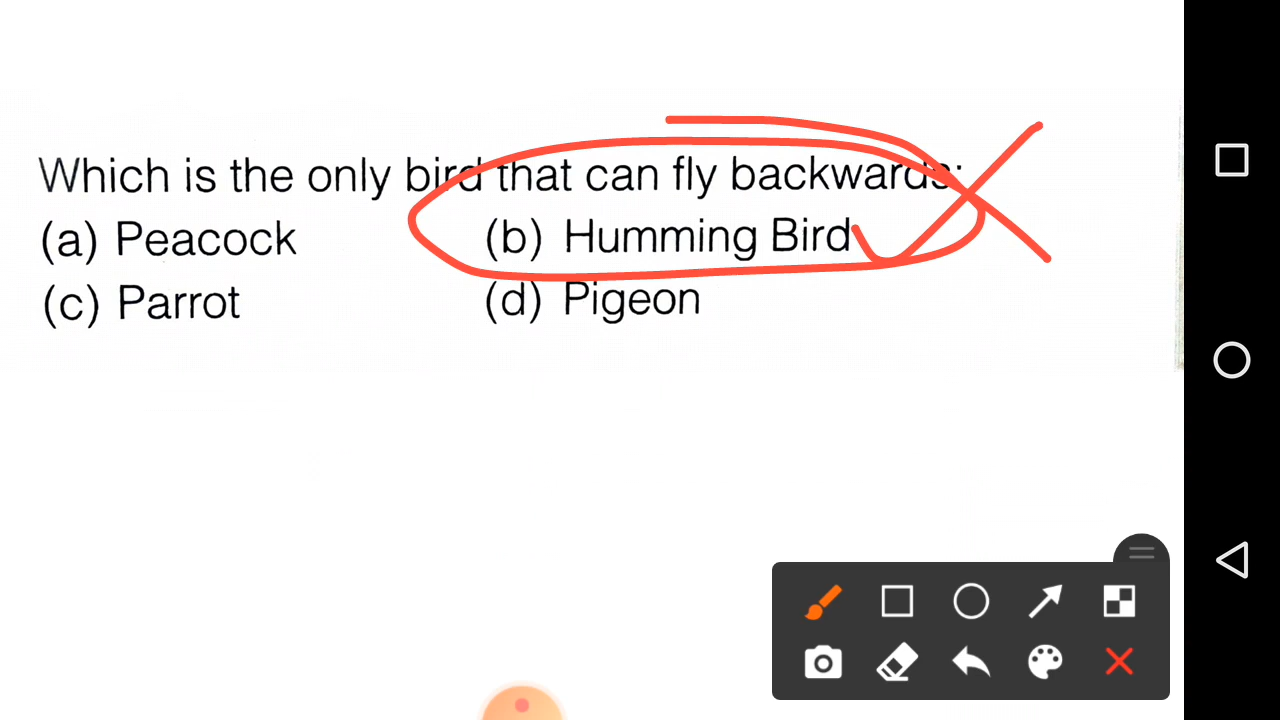 Which is the only bird that can fly backwards:
(a) Peacock (b) Humming Bird
(c) Parrot (d) Pigeon